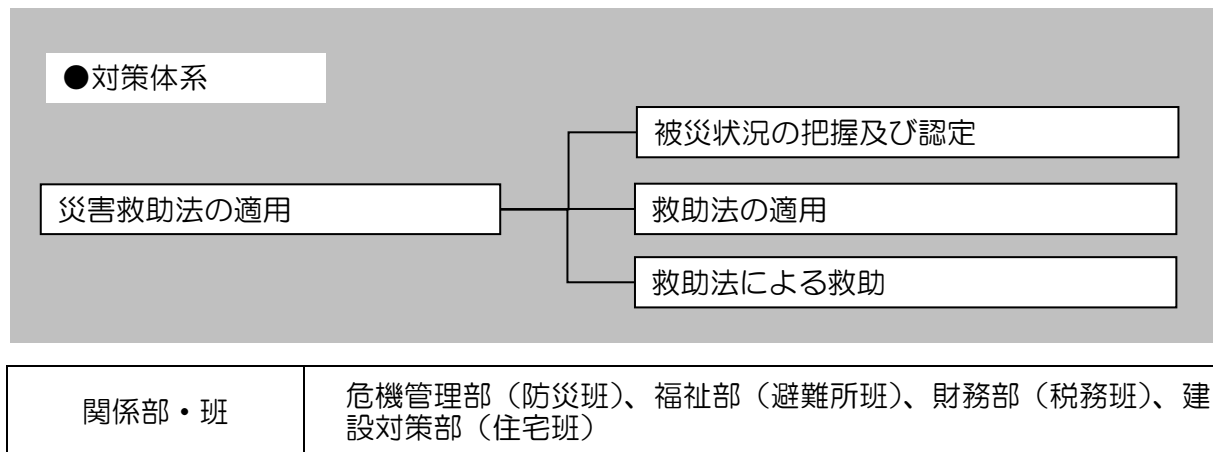 ●対策体系
被災状況の把握及び認定
災害救助法の適用
救助法の適用
救助法による救助
関係部・班
危機管理部（防災班）、福祉部（避難所班）、財務部（税務班）、建
設対策部（住宅班）